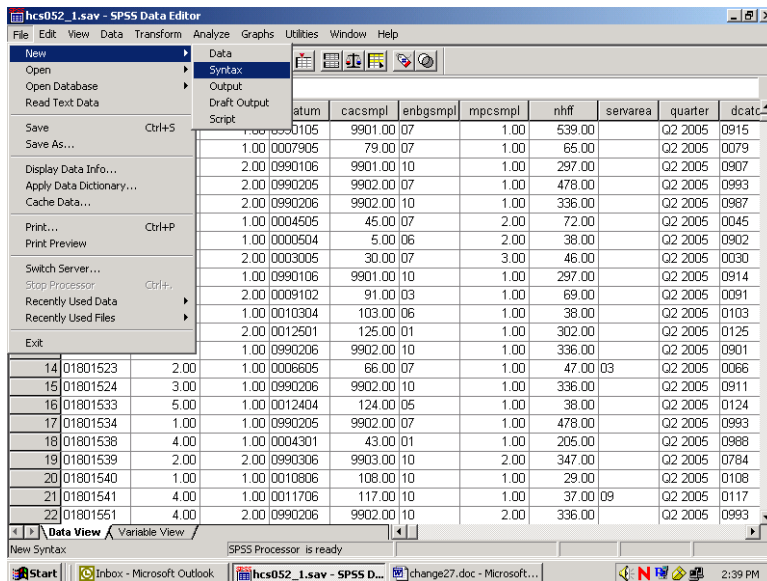 hcs052_1.sav - SPSS Data Editor
File Edit View Data Transform Analyze Graphs Utilities Window Help
New
Open
Open Database
Read Text Data
Save Ctrl+S
Save As...
Display Data Info...
Apply Data Dictionary...
Cache Data...
Print... Ctrl+P
Print Preview
Switch Server...
Stop Processor Ctrl+.
Recently Used Data
Recently Used Files
Exit
Data
Syntax
Output
Draft Output
Script
atum cacsmpl enbgsmpl mpcsmpl nhff servarea quarter dcatc
1.00 0990105 9901.00 07 1.00 539.00 Q2 2005 0915
1.00 0007905 79.00 07 1.00 65.00 Q2 2005 0079
2.00 0990106 9901.00 10 1.00 297.00 Q2 2005 0907
2.00 0990205 9902.00 07 1.00 478.00 Q2 2005 0993
2.00 0990206 9902.00 10 1.00 336.00 Q2 2005 0987
1.00 0004505 45.00 07 2.00 72.00 Q2 2005 0045
1.00 0000504 5.00 06 2.00 38.00 Q2 2005 0902
2.00 0003005 30.00 07 3.00 46.00 Q2 2005 0030
1.00 0990106 9901.00 10 1.00 297.00 Q2 2005 0914
2.00 0009102 91.00 03 1.00 69.00 Q2 2005 0091
1.00 0010304 103.00 06 1.00 38.00 Q2 2005 0103
2.00 0012501 125.00 01 1.00 302.00 Q2 2005 0125
1.00 0990206 9902.00 10 1.00 336.00 Q2 2005 0901
14 01801523 2.00 1.00 0006605 66.00 07 1.00 47.00 03 Q2 2005 0066
15 01801524 3.00 1.00 0990206 9902.00 10 1.00 336.00 Q2 2005 0911
16 01801533 5.00 1.00 0012404 124.00 05 1.00 38.00 Q2 2005 0124
17 01801534 1.00 1.00 0990205 9902.00 07 1.00 478.00 Q2 2005 0993
18 01801538 4.00 1.00 0004301 43.00 01 1.00 205.00 Q2 2005 0988
19 01801539 2.00 2.00 0990306 9903.00 10 2.00 347.00 Q2 2005 0784
20 01801540 1.00 1.00 0010806 108.00 10 1.00 29.00 Q2 2005 0108
21 01801541 4.00 1.00 0011706 117.00 10 1.00 37.00 09 Q2 2005 0117
22 01801551 4.00 2.00 0990206 9902.00 10 2.00 336.00 Q2 2005 0993
Data View Variable View
New Syntax SPSS Processor is ready
Start Inbox - Microsoft Outlook hcs052_1.sav - SPSS D... change27.doc - Microsoft... 2:39 PM